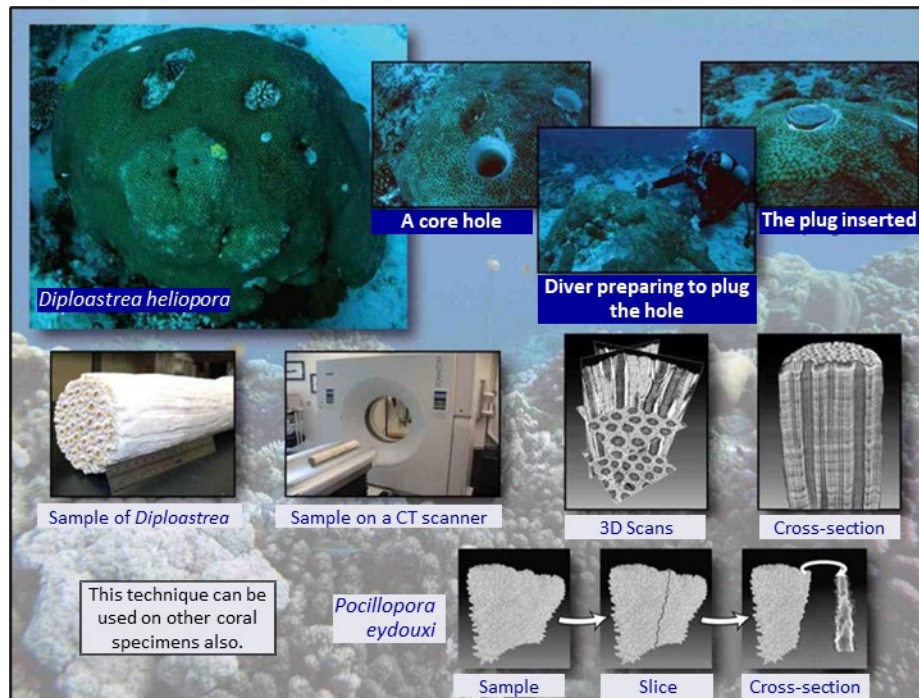 Diploastrea heliopora
A core hole
Diver preparing to plug
the hole
The plug inserted
Sample of Diploastrea
Sample on a CT scanner
3D Scans
Cross-section
This technique can be
used on other coral
specimens also.
Pocillopora
eydouxi
Sample
Slice
Cross-section